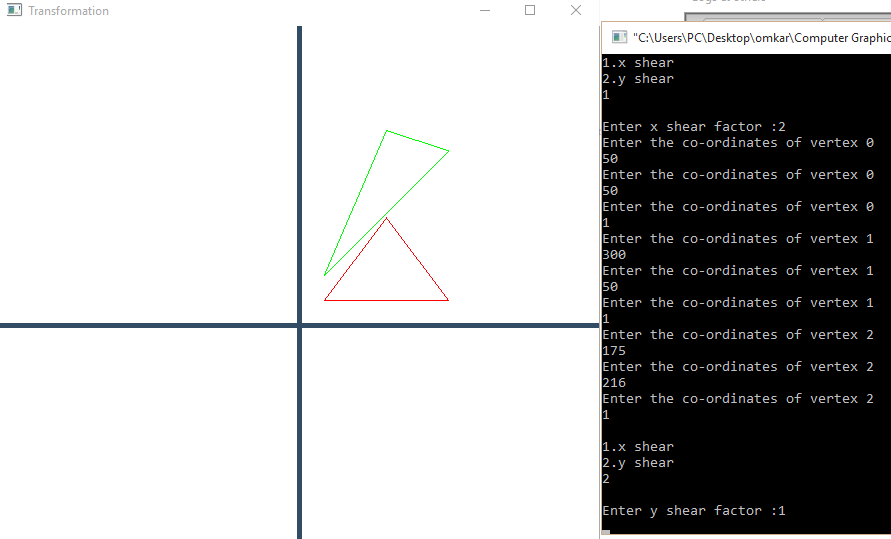 Transformation
"C:\Users\PC\Desktop\omkar\Computer Graphic
1.x shear
2.y shear
1
Enter x shear factor :2
Enter the co-ordinates of vertex 0
50
Enter the co-ordinates of vertex 0
50
Enter the co-ordinates of vertex 0
1
Enter the co-ordinates of vertex 1
300
Enter the co-ordinates of vertex 1
50
Enter the co-ordinates of vertex 1
1
Enter the co-ordinates of vertex 2
175
Enter the co-ordinates of vertex 2
216
Enter the co-ordinates of vertex 2
1
1.x shear
2.y shear
2
Enter y shear factor :1